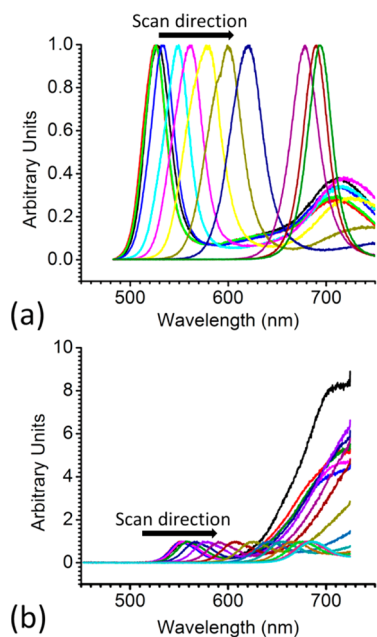 Scan direction
1.0
0.8
0.6
0.4
0.2
0.0
Arbitrary Units
500 600 700
Wavelength (nm)
(a)
10
8
6
4
2
0
Arbitrary Units
Scan direction
400 500 600 700
Wavelength (nm)
(b)